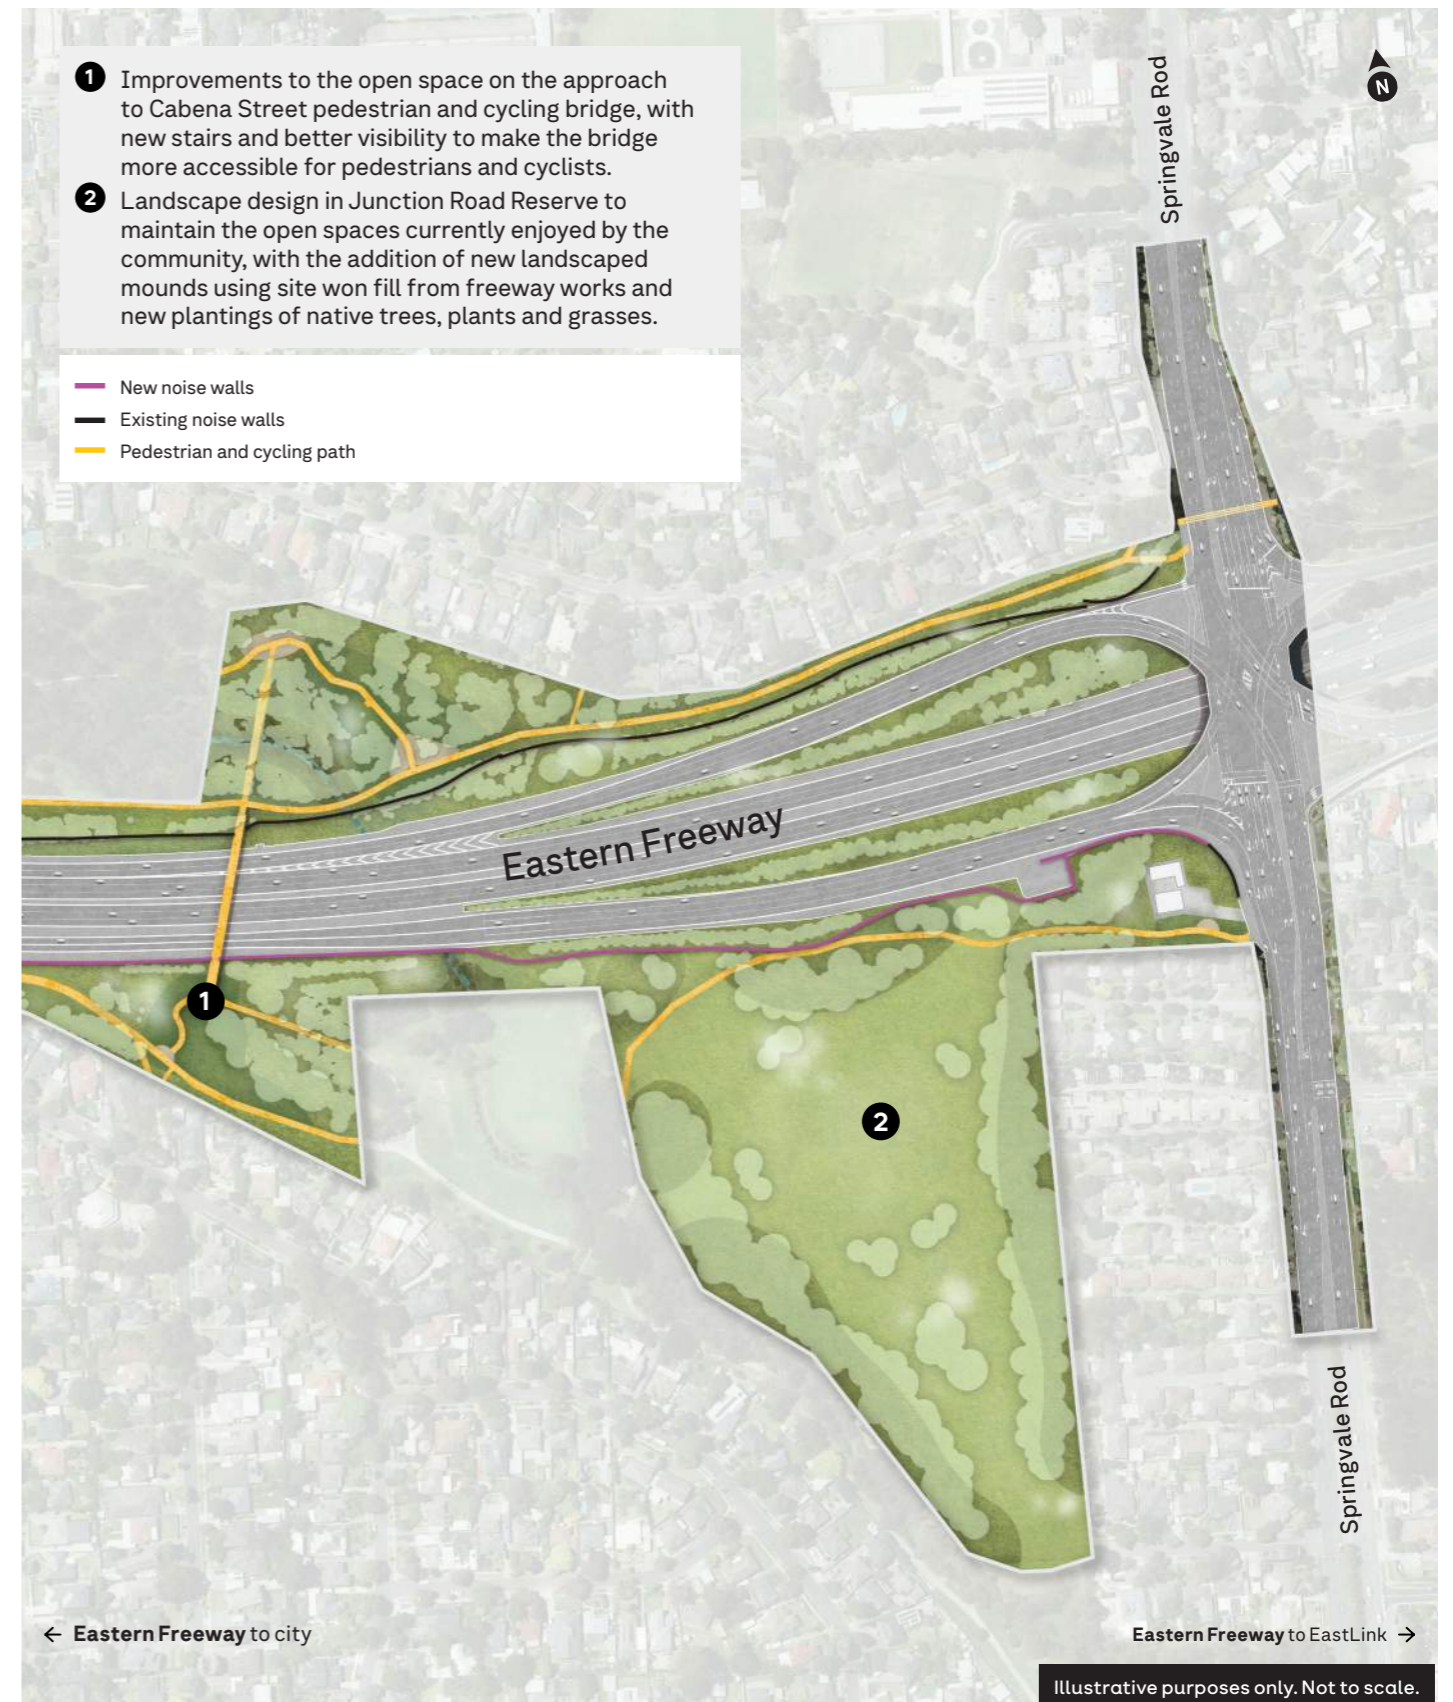 1 Improvements to the open space on the approach
to Cabena Street pedestrian and cycling bridge, with
new stairs and better visibility to make the bridge
more accessible for pedestrians and cyclists.
2 Landscape design in Junction Road Reserve to
maintain the open spaces currently enjoyed by the
community, with the addition of new landscaped
mounds using site won fill from freeway works and
new plantings of native trees, plants and grasses.
New noise walls
Existing noise walls
Pedestrian and cycling path
Springvale Rod
N
Eastern Freeway
1
2
Springvale Rod
← Eastern Freeway to city
Eastern Freeway to EastLink →
Illustrative purposes only. Not to scale.